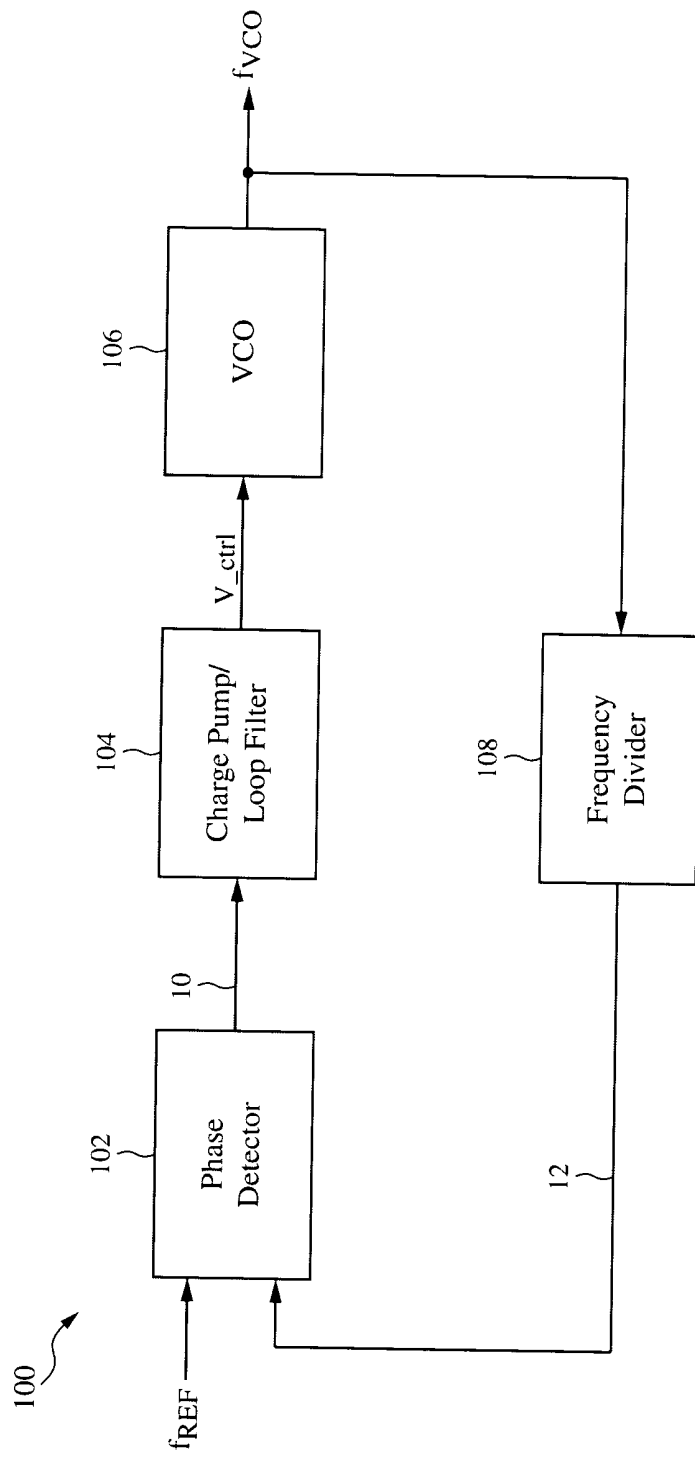 100
f_REF
102
Phase
Detector
10
104
Charge Pump/
Loop Filter
V_ctrl
106
VCO
f_VCO
108
Frequency
Divider
12